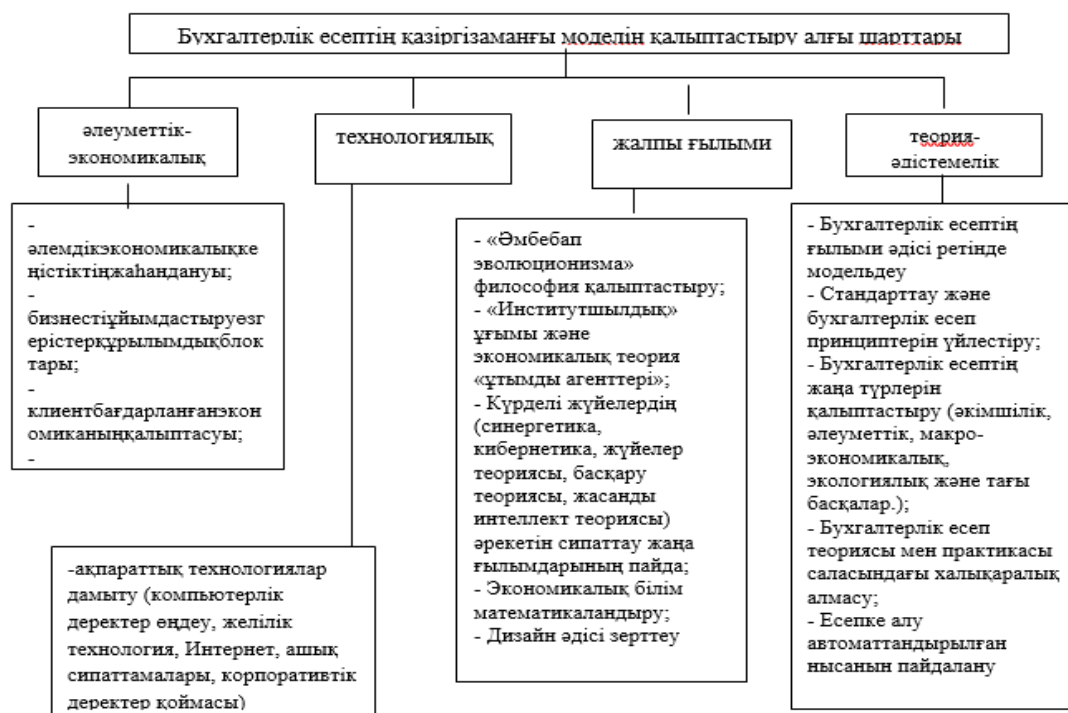 Бухгалтерлік есептің қазіргізаманғы моделін қалыптастыру алғы шарттары
әлеуметтік-
экономикалық
технологиялық
жалпы ғылыми
теория-
әдістемелік
-
әлемдікэкономикалықке
ңістіктіңжаһандануы;
-
бизнестіұйымдастыруөзг
ерістерқұрылымдықблок
тары;
-
клиентбағдарланғанэкон
омиканыңқалыптасуы;
-
-ақпараттық технологиялар
дамыту (компьютерлік
деректер өңдеу, желілік
технология, Интернет, ашық
сипаттамалары, корпоративтік
деректер қоймасы)
- «Әмбебап
эволюционизма»
философия қалыптастыру;
- «Институтшылдық»
ұғымы және
экономикалық теория
«ұтымды агенттері»;
- Күрделі жүйелердің
(синергетика,
кибернетика, жүйелер
теориясы, басқару
теориясы, жасанды
интеллект теориясы)
әрекетін сипаттау жаңа
ғылымдарының пайда;
- Экономикалық білім
математикаландыру;
- Дизайн әдісі зерттеу
- Бухгалтерлік есептің
ғылыми әдісі ретінде
модельдеу
- Стандарттау және
бухгалтерлік есеп
принциптерін үйлестіру;
- Бухгалтерлік есептің
жаңа түрлерін
қалыптастыру (әкімшілік,
әлеуметтік, макро-
экономикалық,
экологиялық және тағы
басқалар.);
- Бухгалтерлік есеп
теориясы мен практикасы
саласындағы халықаралық
алмасу;
- Есепке алу
автоматтандырылған
нысанын пайдалану